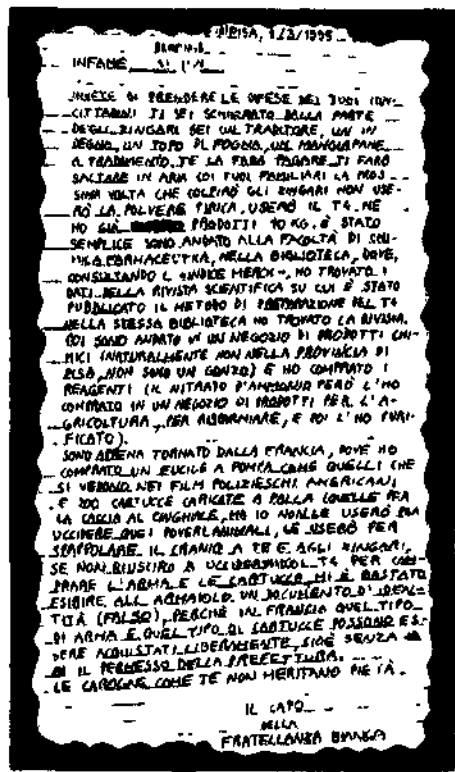 PISA, 1/3/1995
INFAME,
INVECE DI PRENDERE LE DIFESE DEI TUOI CON-
CITTADINI TI SEI SCHIERATO DALLA PARTE
DEGLI ZINGARI SEI UN TRADITORE, UN IN
DEGNO, UN TOPO DI FOGNA, UN MANGIAPANE
A TRADIMENTO. TE LA FARÒ PAGARE. TI FARÒ
SALTARE IN ARIA COI TUOI FAMILIARI LA PROS
SIMA VOLTA CHE COLPIRÒ GLI ZINGARI NON USE-
RÒ LA POLVERE PIRICA, USERÒ IL T4. NE
HO GIÀ PRODOTTI 10 KG. È STATO
SEMPLICE SONO ANDATO ALLA FACOLTÀ DI CHI-
MICA FARMACEUTICA, NELLA BIBLIOTECA, DOVE,
CONSULTANDO L'"INDICE MERCK", HO TROVATO I
DATI DELLA RIVISTA SCIENTIFICA SU CUI È STATO
PUBBLICATO IL METODO DI PREPARAZIONE DEL T4
NELLA STESSA BIBLIOTECA HO TROVATO LA RIVISTA.
POI SONO ANDATO IN UN NEGOZIO DI PRODOTTI CHI-
MICI (NATURALMENTE NON NELLA PROVINCIA DI
PISA, NON SONO UN GONZO) E HO COMPRATO I
REAGENTI (IL NITRATO D'AMMONIO PERÒ L'HO
COMPRATO IN UN NEGOZIO DI PRODOTTI PER L'A-
GRICOLTURA, PER RISPARMIARE, E POI L'HO PURI-
FICATO).
SONO APPENA TORNATO DALLA FRANCIA, DOVE HO
COMPRATO UN FUCILE A POMPA COME QUELLI CHE
SI VEDONO NEI FILM POLIZIESCHI AMERICANI
E 200 CARTUCCE CARICATE A PALLA (QUELLE PER
LA CACCIA AL CINGHIALE, MA IO NON LE USERÒ PER
UCCIDERE QUEI POVERI ANIMALI, LE USERÒ PER
SPAPPOLARE IL CRANIO A TE E AGLI ZINGARI,
SE NON RIUSCIRÒ A UCCIDERVI COL T4 PER COM-
PRARE L'ARMA E LE CARTUCCE MI È BASTATO
ESIBIRE ALL'ARMAIOLO UN DOCUMENTO D'IDEN-
TITÀ (FALSO), PERCHÉ IN FRANCIA QUEL TIPO
DI ARMA E QUEL TIPO DI CARTUCCE POSSONO ES-
SERE ACQUISTATI LIBERAMENTE, CIOÈ SENZA
IL PERMESSO DELLA PREFETTURA.
LE CAROGNE COME TE NON MERITANO PIETÀ.
IL CAPO
DELLA
FRATELLANZA BIANCA